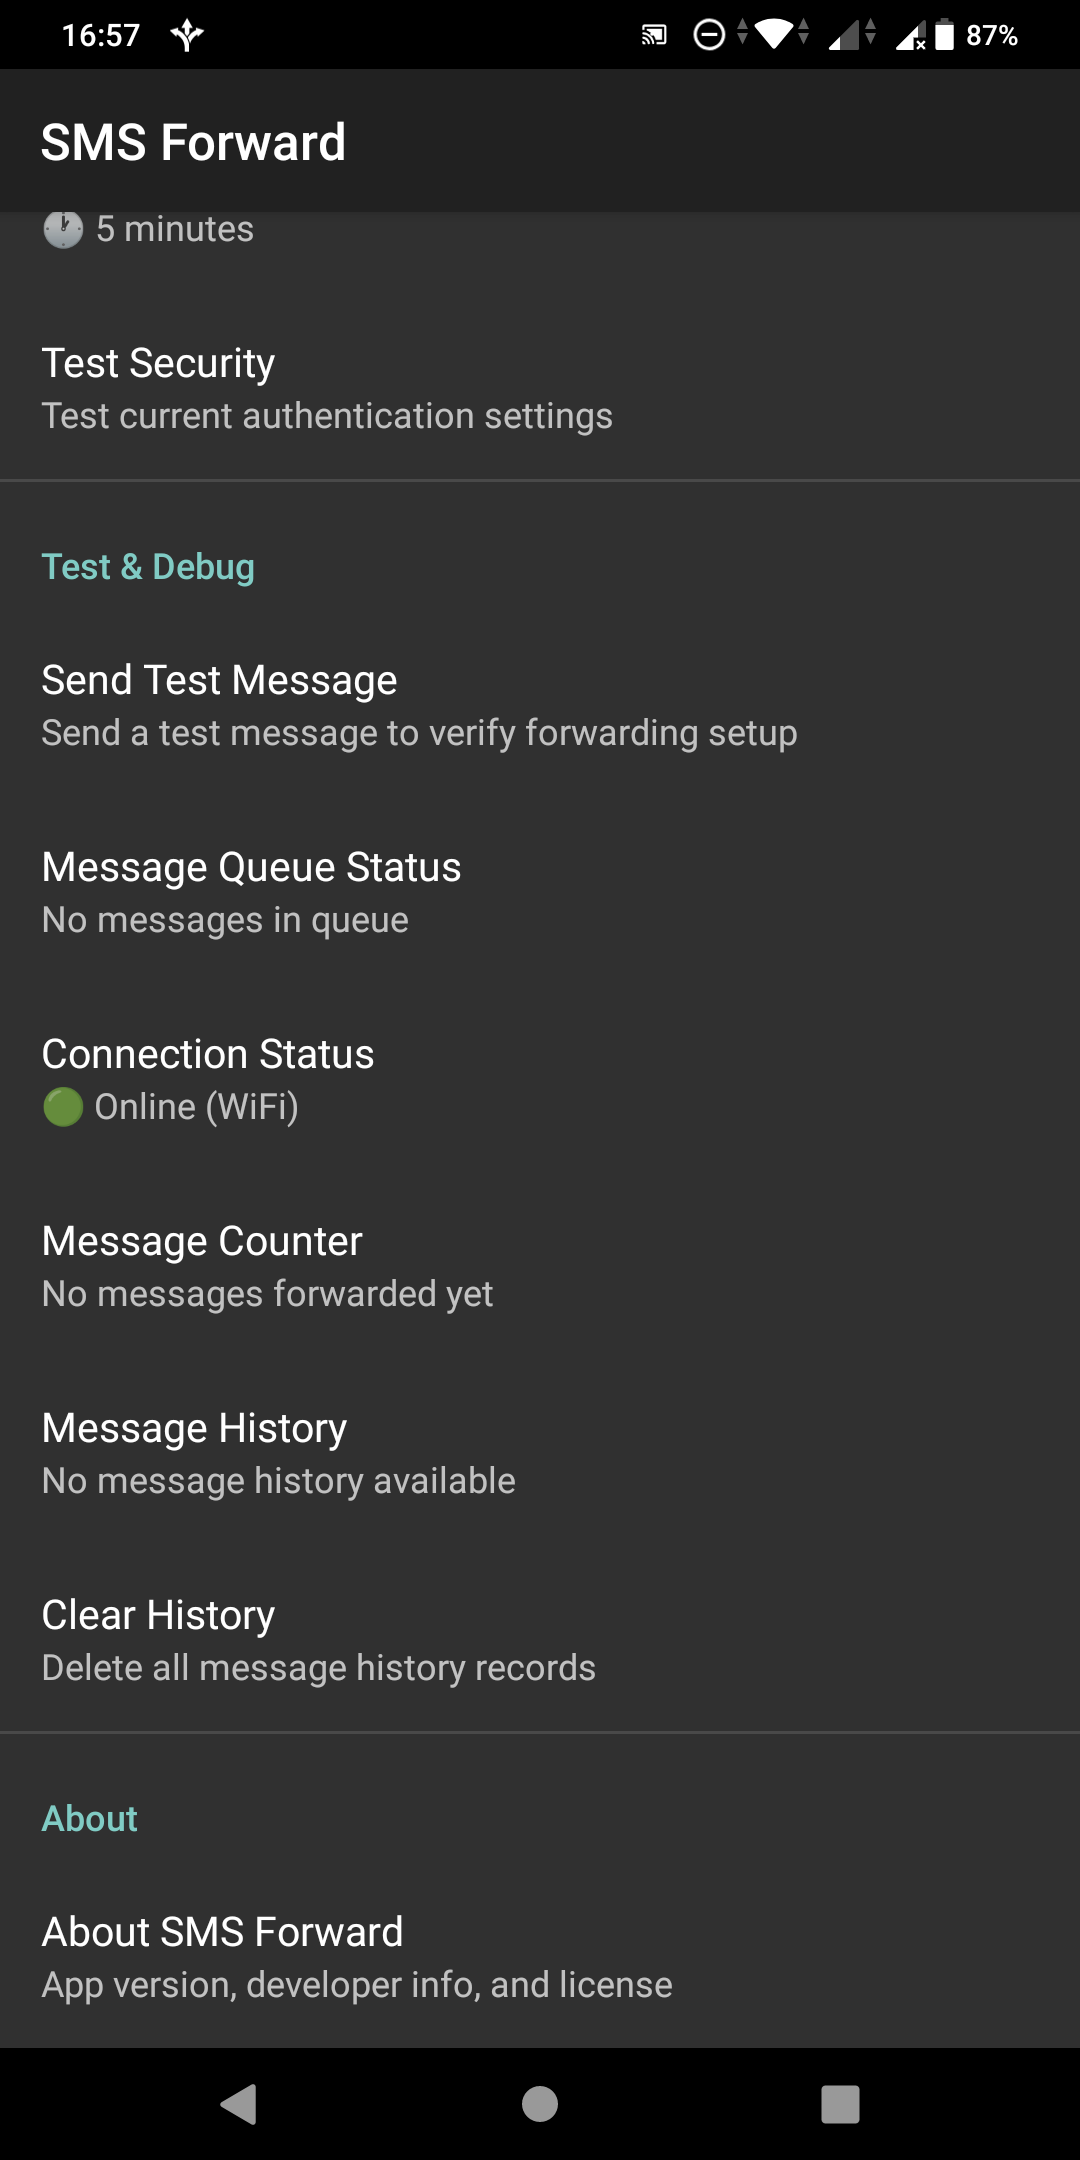 16:57
87%
SMS Forward
5 minutes
Test Security
Test current authentication settings
Test & Debug
Send Test Message
Send a test message to verify forwarding setup
Message Queue Status
No messages in queue
Connection Status
Online (WiFi)
Message Counter
No messages forwarded yet
Message History
No message history available
Clear History
Delete all message history records
About
About SMS Forward
App version, developer info, and license